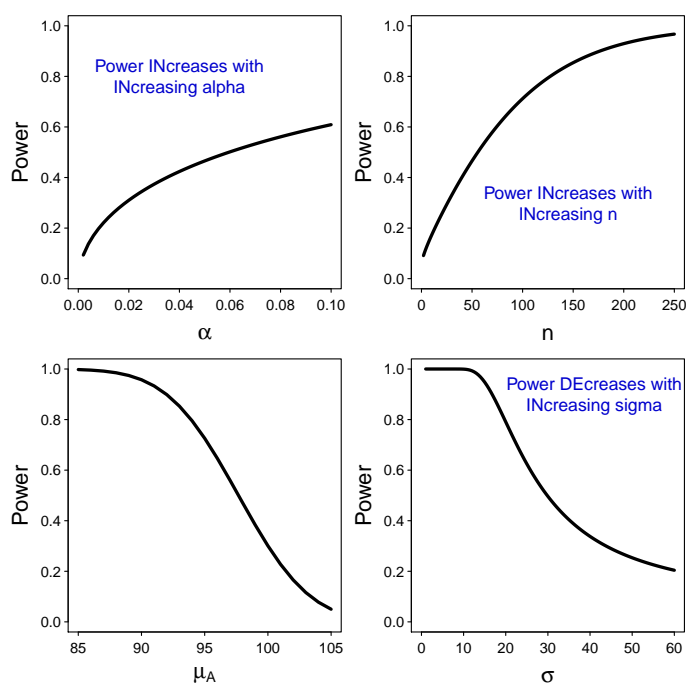 Power INcreases with
INcreasing alpha
Power
1.0
0.8
0.6
0.4
0.2
0.0
0.00 0.02 0.04 0.06 0.08 0.10
α
Power INcreases with
INcreasing n
Power
1.0
0.8
0.6
0.4
0.2
0.0
0 50 100 150 200 250
n
Power
1.0
0.8
0.6
0.4
0.2
0.0
85 90 95 100 105
μA
Power DEcreases with
INcreasing sigma
Power
1.0
0.8
0.6
0.4
0.2
0.0
0 10 20 30 40 50 60
σ